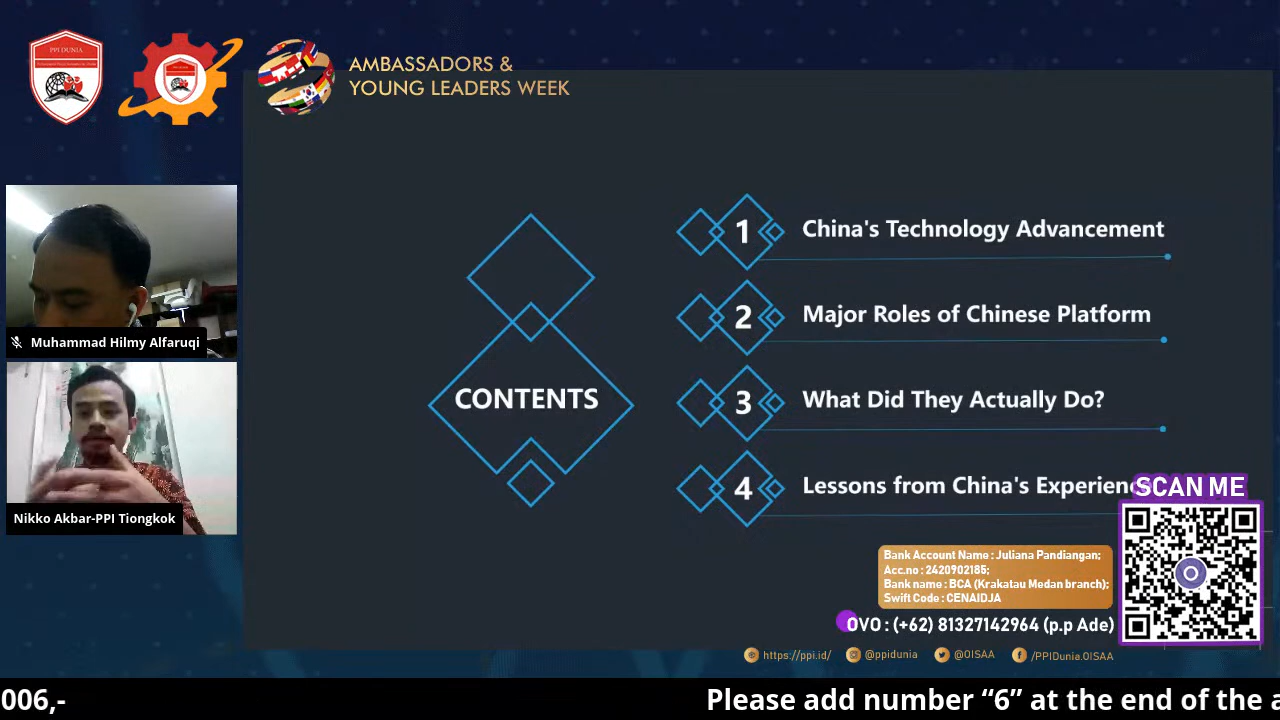 PPI DUNIA
AMBASSADORS &
YOUNG LEADERS WEEK
Muhammad Hilmy Alfaruqi
Nikko Akbar-PPI Tiongkok
CONTENTS
1 China's Technology Advancement
2 Major Roles of Chinese Platform
3 What Did They Actually Do?
4 Lessons from China's Experienc
SCAN ME
Bank Account Name : Juliana Pandiangan;
Acc.no : 2420902185;
Bank name : BCA (Krakatau Medan branch);
Swift Code : CENAIDJA
OVO : (+62) 81327142964 (p.p Ade)
https://ppi.id/ @ppidunia @OISAA /PPIDunia.OISAA
006,- Please add number “6” at the end of the a